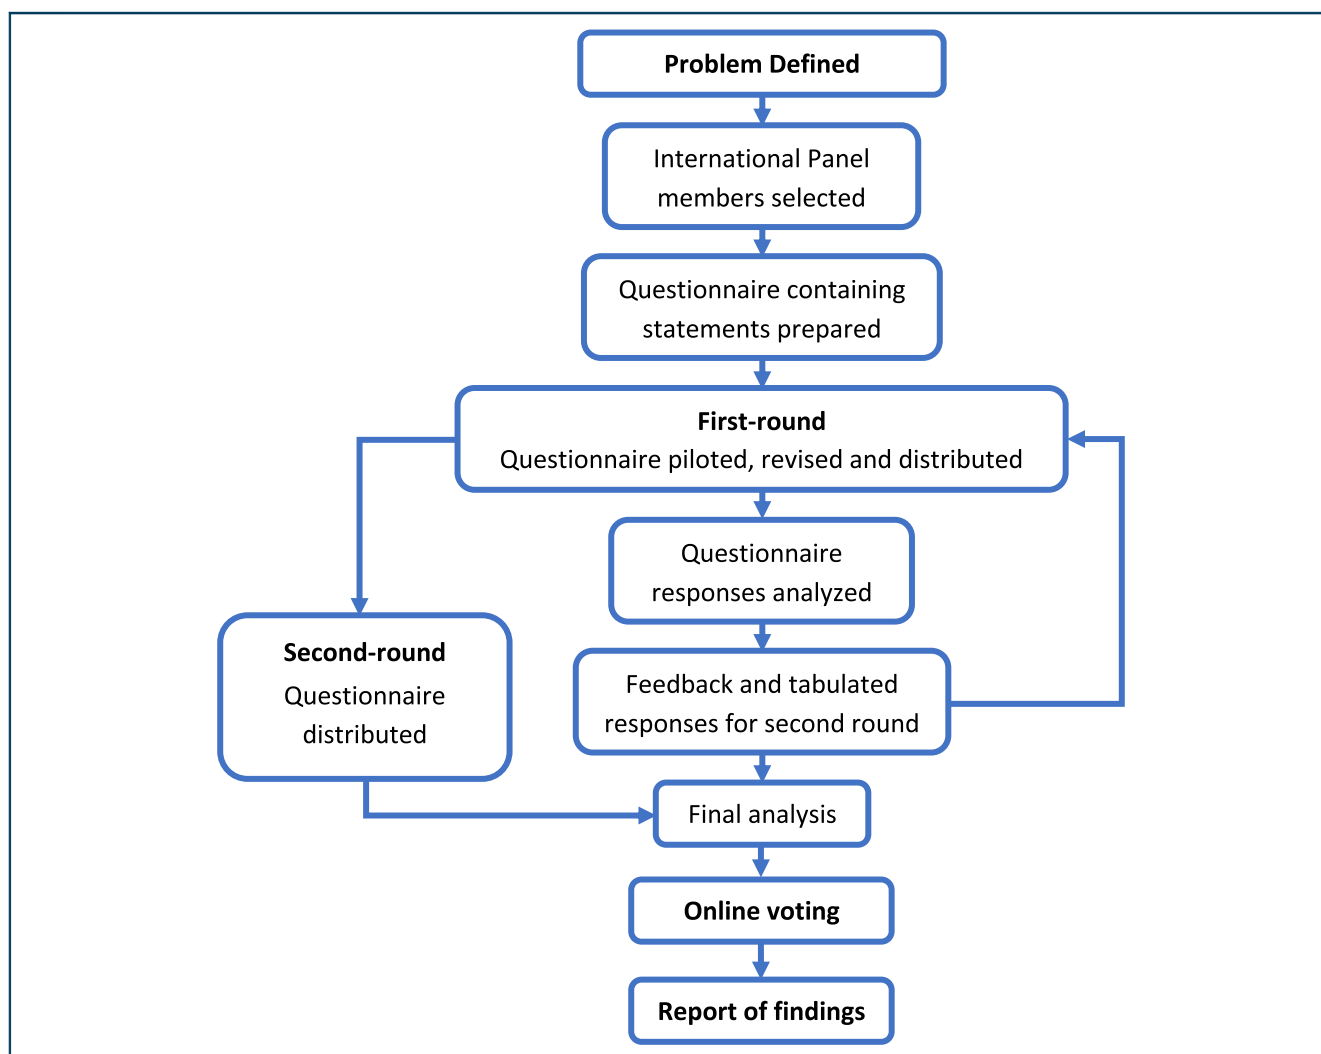 Problem Defined
International Panel
members selected
Questionnaire containing
statements prepared
First-round
Questionnaire piloted, revised and distributed
Questionnaire
responses analyzed
Second-round
Questionnaire
distributed
Feedback and tabulated
responses for second round
Final analysis
Online voting
Report of findings